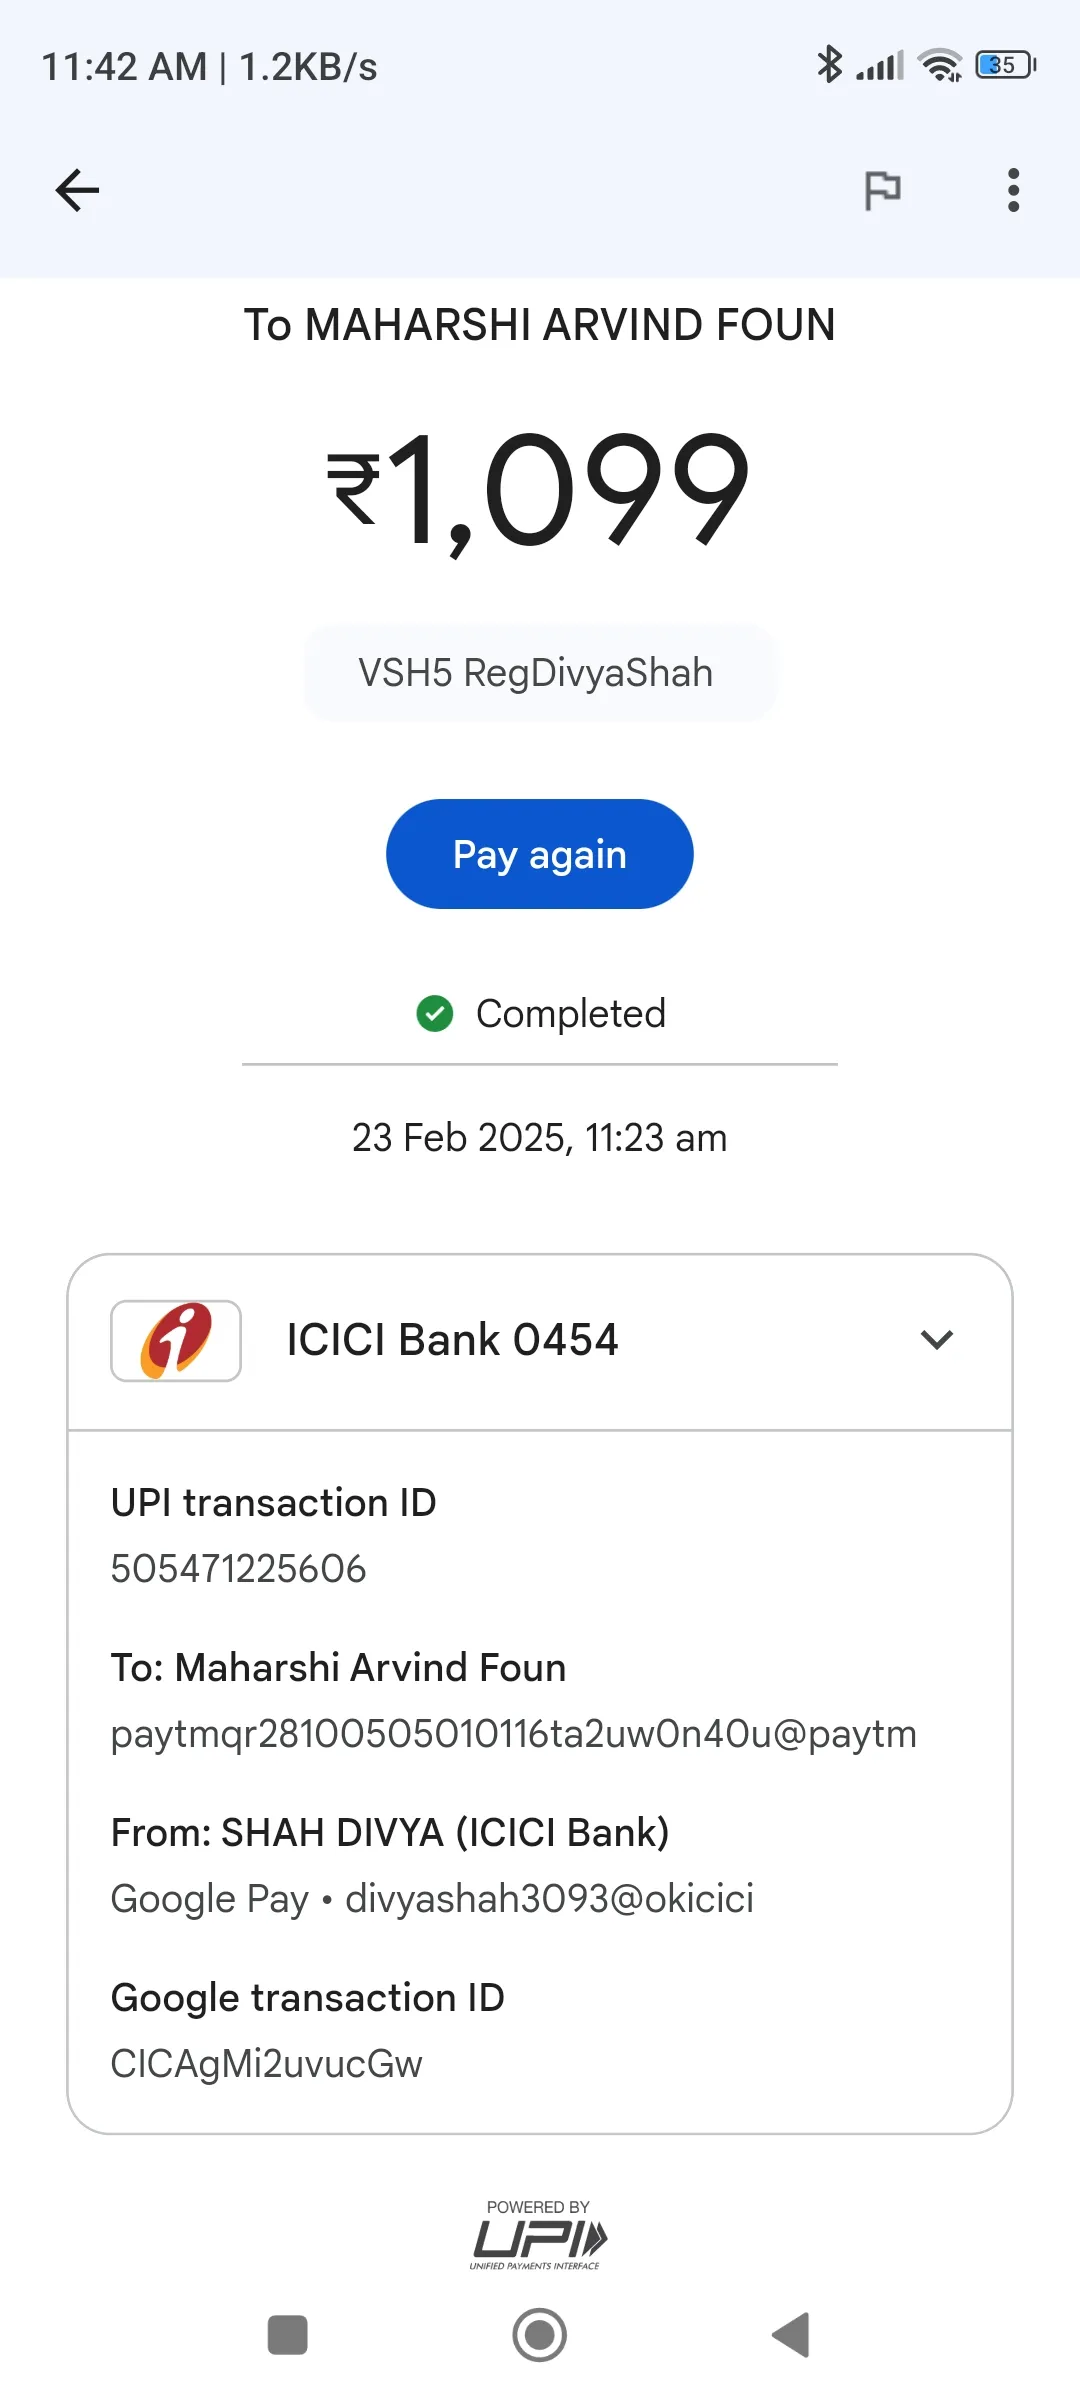 11:42 AM | 1.2KB/s
35
To MAHARSHI ARVIND FOUN
₹1,099
VSH5 RegDivyaShah
Pay again
Completed
23 Feb 2025, 11:23 am
ICICI Bank 0454
UPI transaction ID
505471225606
To: Maharshi Arvind Foun
paytmqr28100505010116ta2uw0n40u@paytm
From: SHAH DIVYA (ICICI Bank)
Google Pay • divyashah3093@okicici
Google transaction ID
CICAgMi2uvucGw
POWERED BY
UPI
UNIFIED PAYMENTS INTERFACE